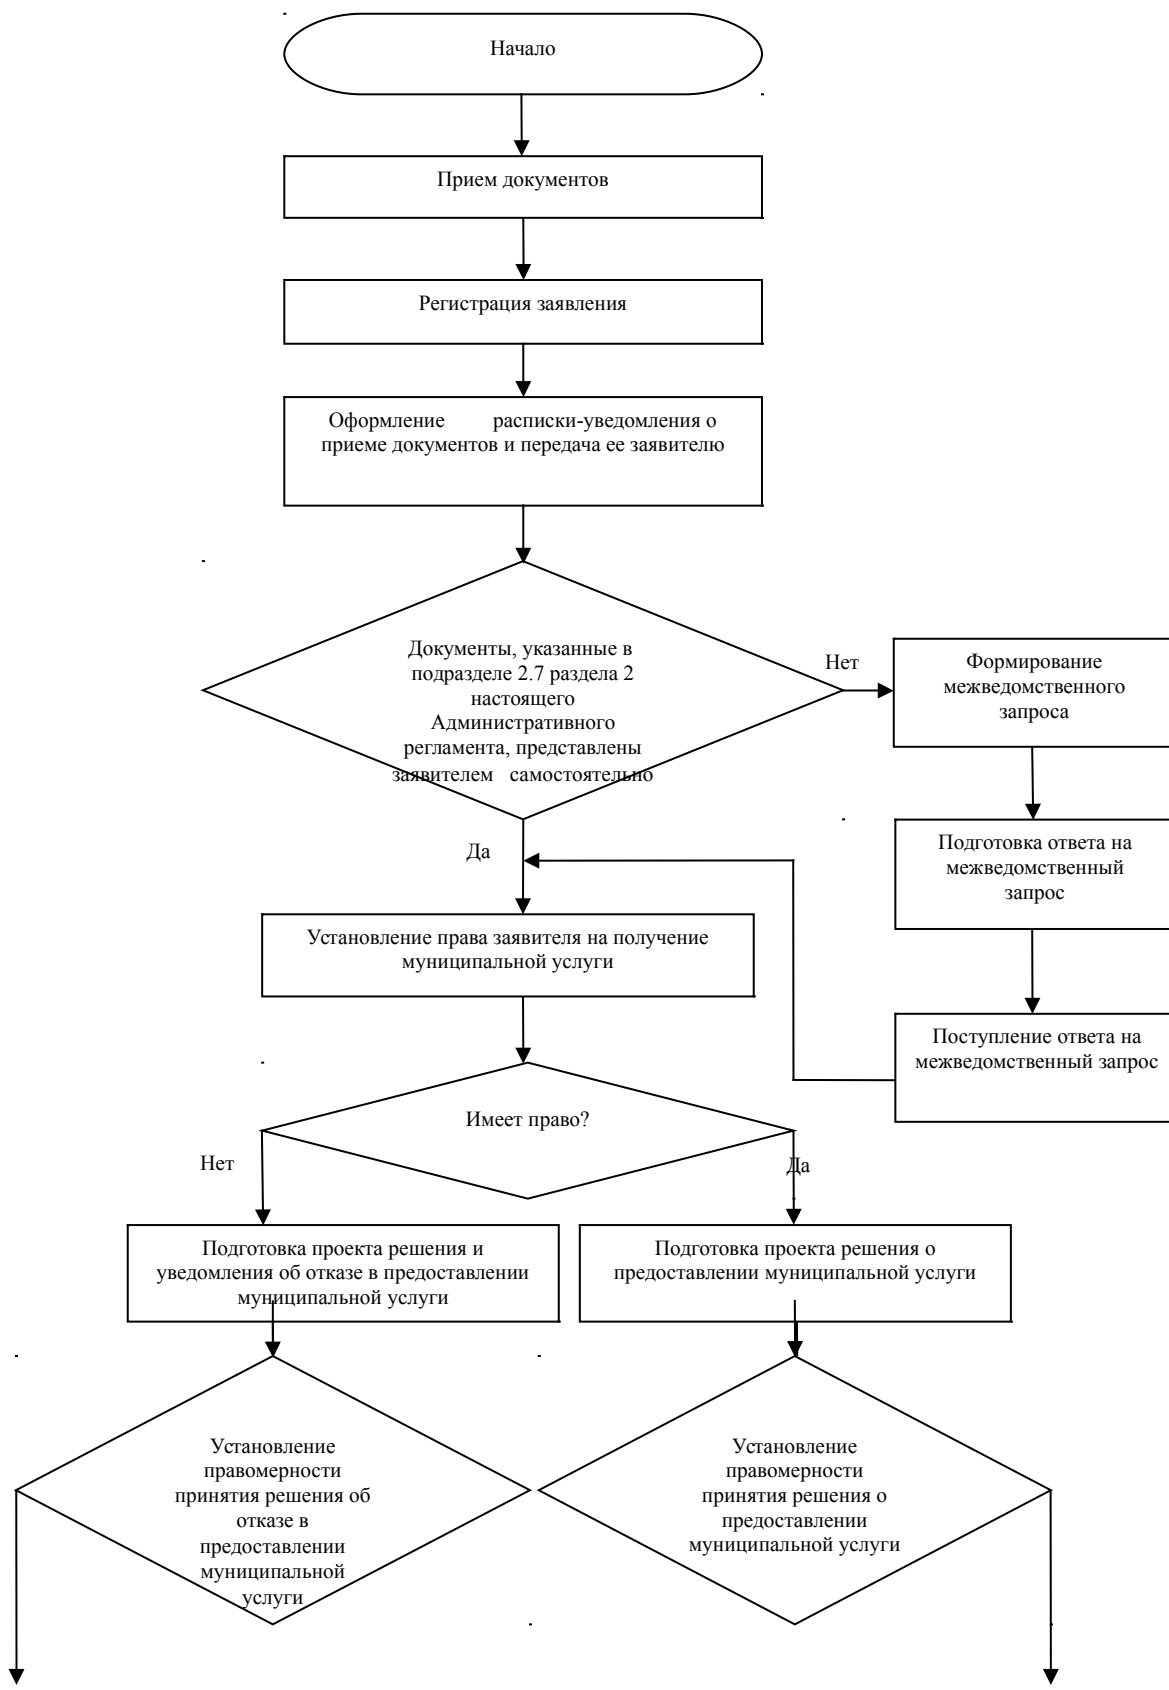 Начало
Прием документов
Регистрация заявления
Оформление расписки-уведомления о
приеме документов и передача ее заявителю
Документы, указанные в
подразделе 2.7 раздела 2
настоящего
Административного
регламента, представлены
заявителем самостоятельно
Нет
Формирование
межведомственного
запроса
Подготовка ответа на
межведомственный
запрос
Да
Установление права заявителя на получение
муниципальной услуги
Поступление ответа на
межведомственный запрос
Имеет право?
Нет
Да
Подготовка проекта решения и
уведомления об отказе в предоставлении
муниципальной услуги
Подготовка проекта решения о
предоставлении муниципальной услуги
Установление
правомерности
принятия решения об
отказе в
предоставлении
муниципальной
услуги
Установление
правомерности
принятия решения о
предоставлении
муниципальной услуги